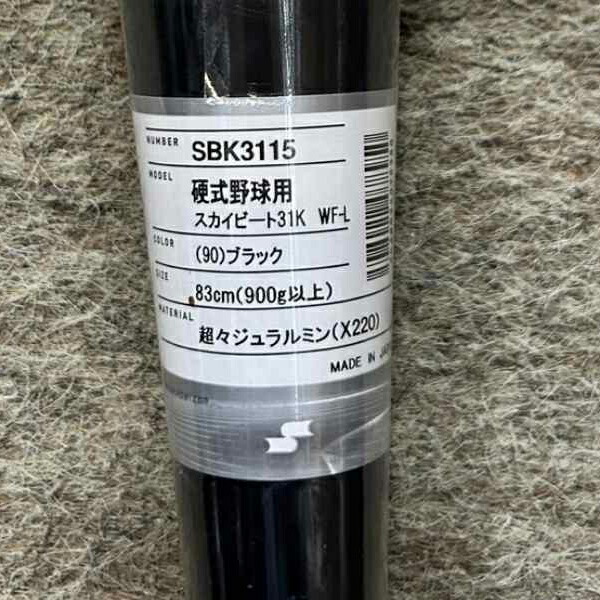 NUMBER SBK3115
MODEL 硬式野球用
スカイビート31K WF-L
COLOR (90)ブラック
SIZE 83cm(900g以上)
MATERIAL 超々ジュラルミン(X220)
MADE IN